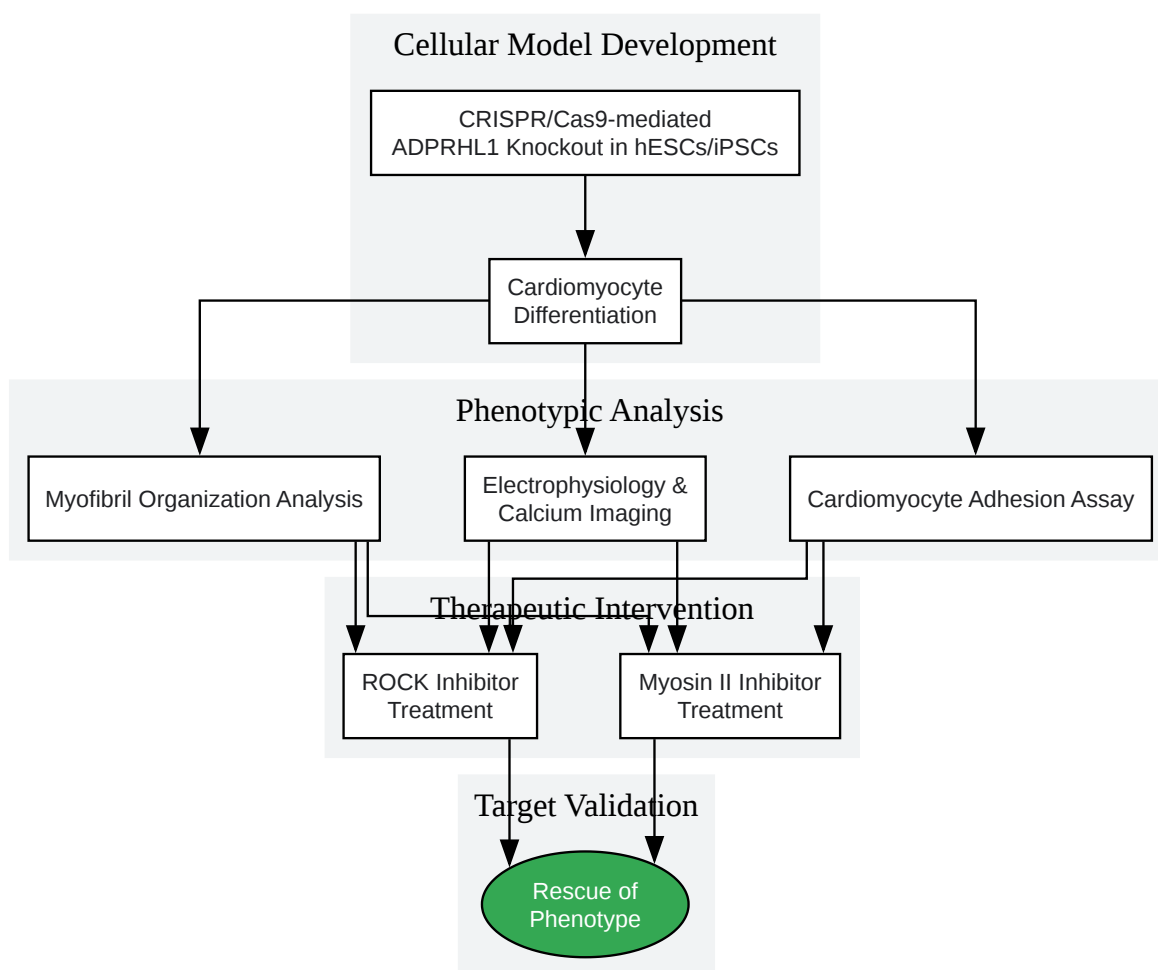 Cellular Model Development
CRISPR/Cas9-mediated
ADPRHL1 Knockout in hESCs/iPSCs
Cardiomyocyte
Differentiation
Phenotypic Analysis
Myofibril Organization Analysis
Electrophysiology &
Calcium Imaging
Cardiomyocyte Adhesion Assay
Therapeutic Intervention
ROCK Inhibitor
Treatment
Myosin II Inhibitor
Treatment
Target Validation
Rescue of
Phenotype